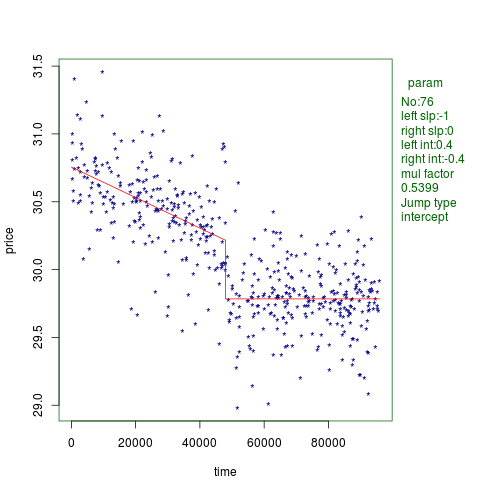 param
No:76
left slp:-1
right slp:0
left int:0.4
right int:-0.4
mul factor
0.5399
Jump type
intercept
price
31.5
31.0
30.5
30.0
29.5
29.0
0 20000 40000 60000 80000
time